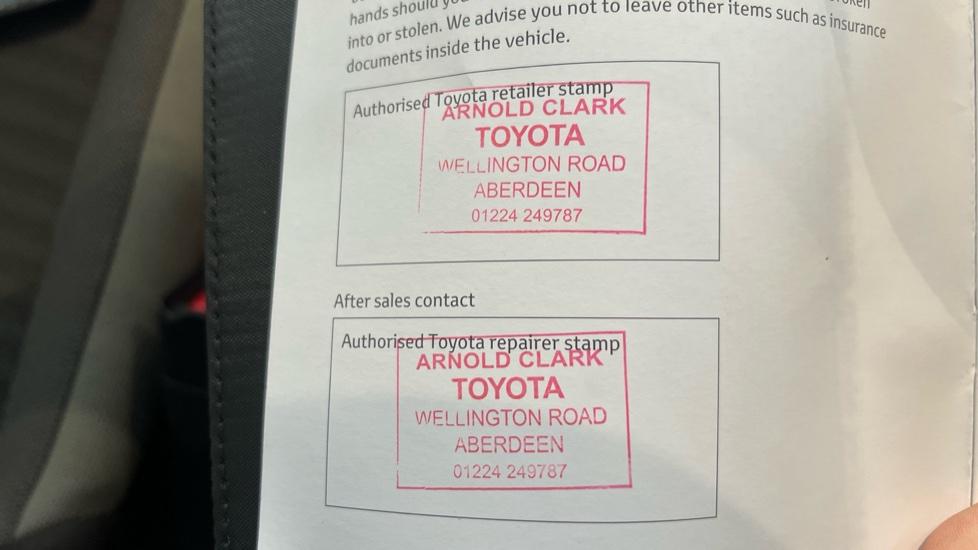 hands should
into or stolen. We advise you not to leave other items such as insurance
documents inside the vehicle.
Authorised Toyota retailer stamp
ARNOLD CLARK
TOYOTA
WELLINGTON ROAD
ABERDEEN
01224 249787
After sales contact
Authorised Toyota repairer stamp
ARNOLD CLARK
TOYOTA
WELLINGTON ROAD
ABERDEEN
01224 249787